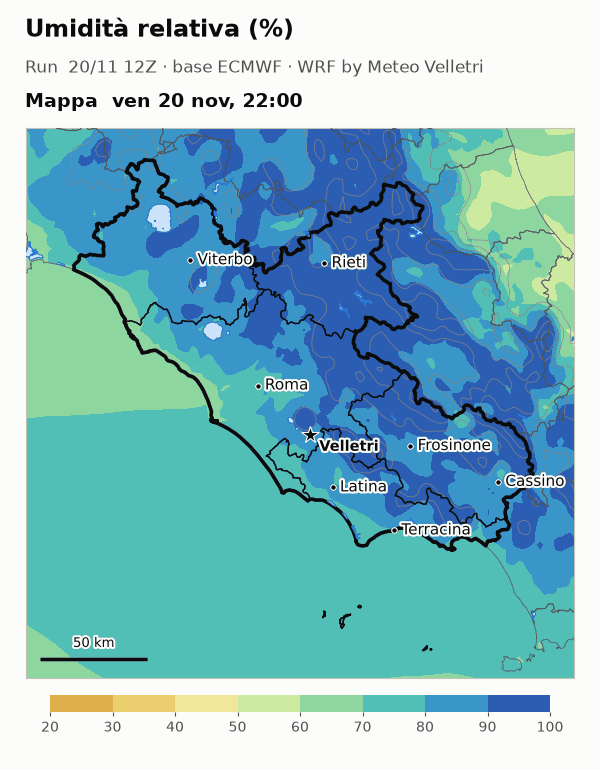 Umidità relativa (%)
Run  20/11 12Z · base ECMWF · WRF by Meteo Velletri
Mappa  ven 20 nov, 22:00
Viterbo
Rieti
Roma
Velletri
Frosinone
Cassino
Latina
Terracina
50 km
20 30 40 50 60 70 80 90 100